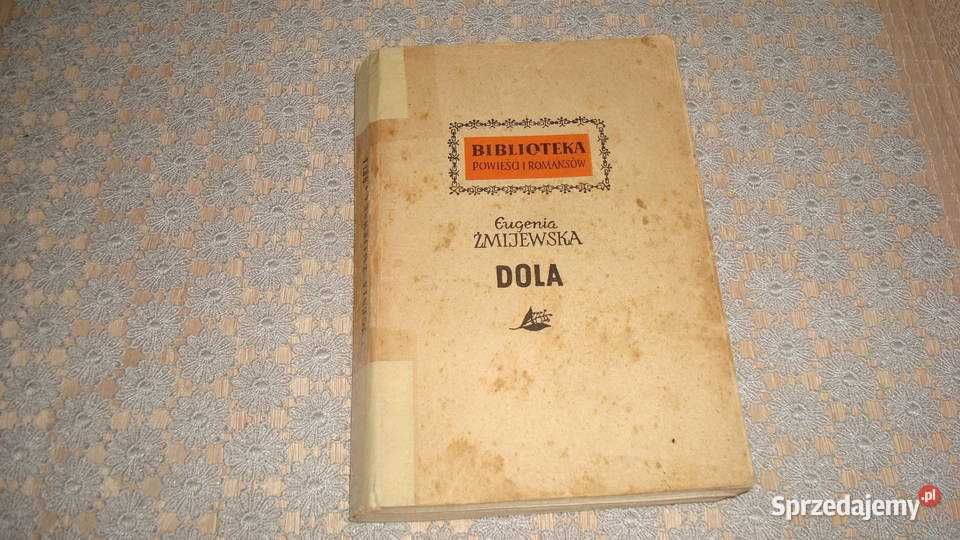 BIBLIOTEKA
POWIEŚCI I ROMANSÓW
Eugenia
ŻMIJEWSKA
DOLA
Sprzedajemy.pl